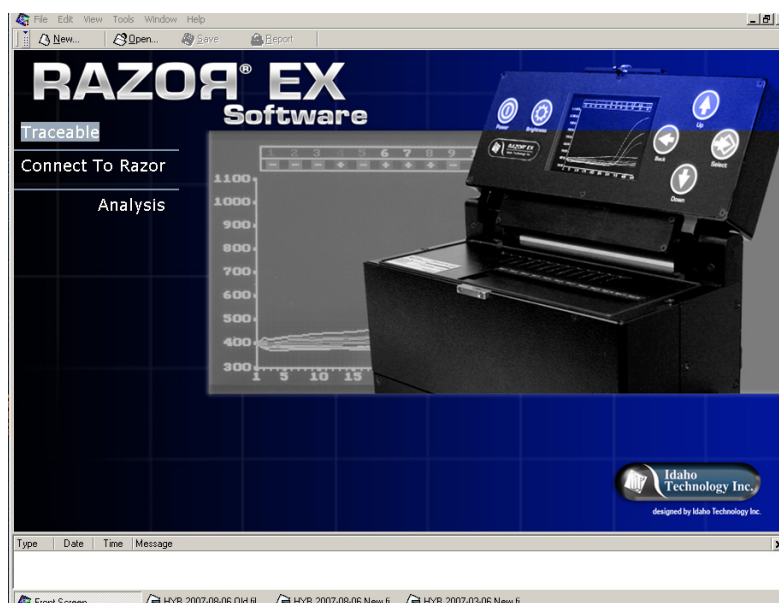 File Edit View Tools Window Help
New... Open... Save Report
RAZOR® EX
Software
Traceable
Connect To Razor
Analysis
1 2 3 4 5 6 7 8 9
1100
1000
900
800
700
600
500
400
300
1 5 10 15
Power
Brightness
RAZOR EX
Up
Back
Select
Down
Idaho
Technology Inc.
designed by Idaho Technology Inc.
Type Date Time Message
Front Screen HYB 2007-08-06 Old fil... HYB 2007-08-06 New fi... HYB 2007-03-06 New fi...